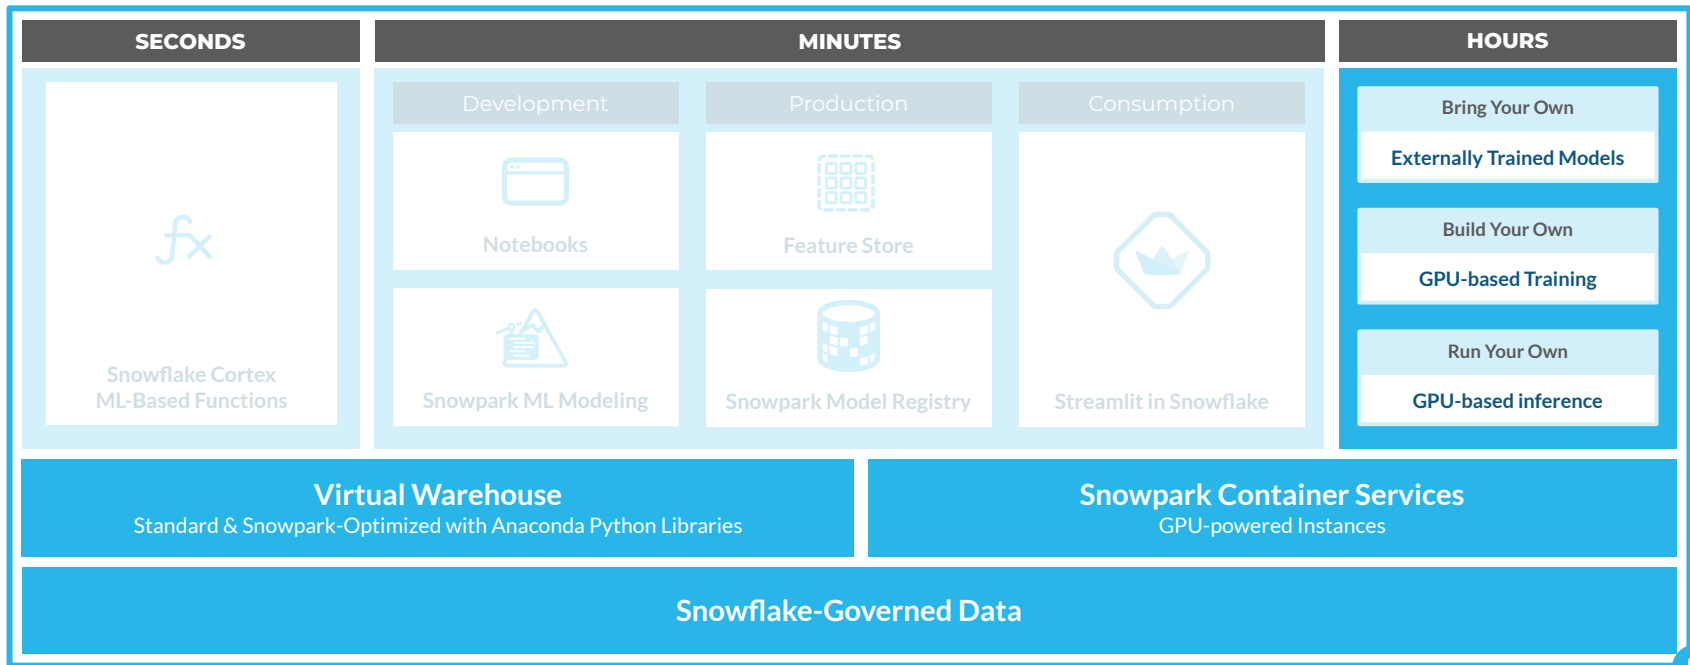 SECONDS
MINUTES
HOURS
Snowflake Cortex
ML-Based Functions
Development
Notebooks
Snowpark ML Modeling
Production
Feature Store
Snowpark Model Registry
Consumption
Streamlit in Snowflake
Bring Your Own
Externally Trained Models
Build Your Own
GPU-based Training
Run Your Own
GPU-based inference
Virtual Warehouse
Standard & Snowpark-Optimized with Anaconda Python Libraries
Snowpark Container Services
GPU-powered Instances
Snowflake-Governed Data